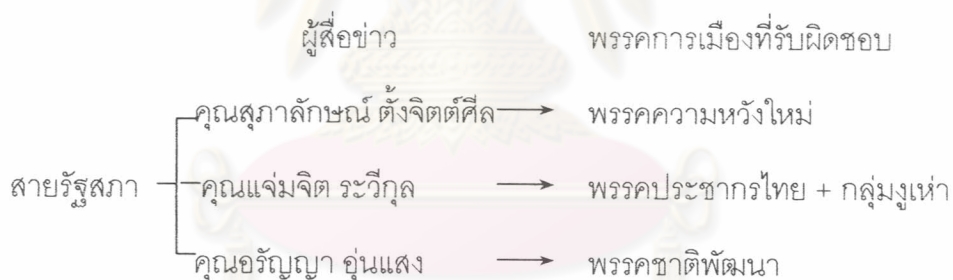 ผู้สื่อข่าว พรรคการเมืองที่รับผิดชอบ
คุณสุภาลักษณ์ ตั้งจิตต์ศีล พรรคความหวังใหม่
สายรัฐสภา คุณแจ่มจิต ระวีกุล พรรคประชากรไทย + กลุ่มงูเห่า
คุณอรัญญา อุ่นแสง พรรคชาติพัฒนา